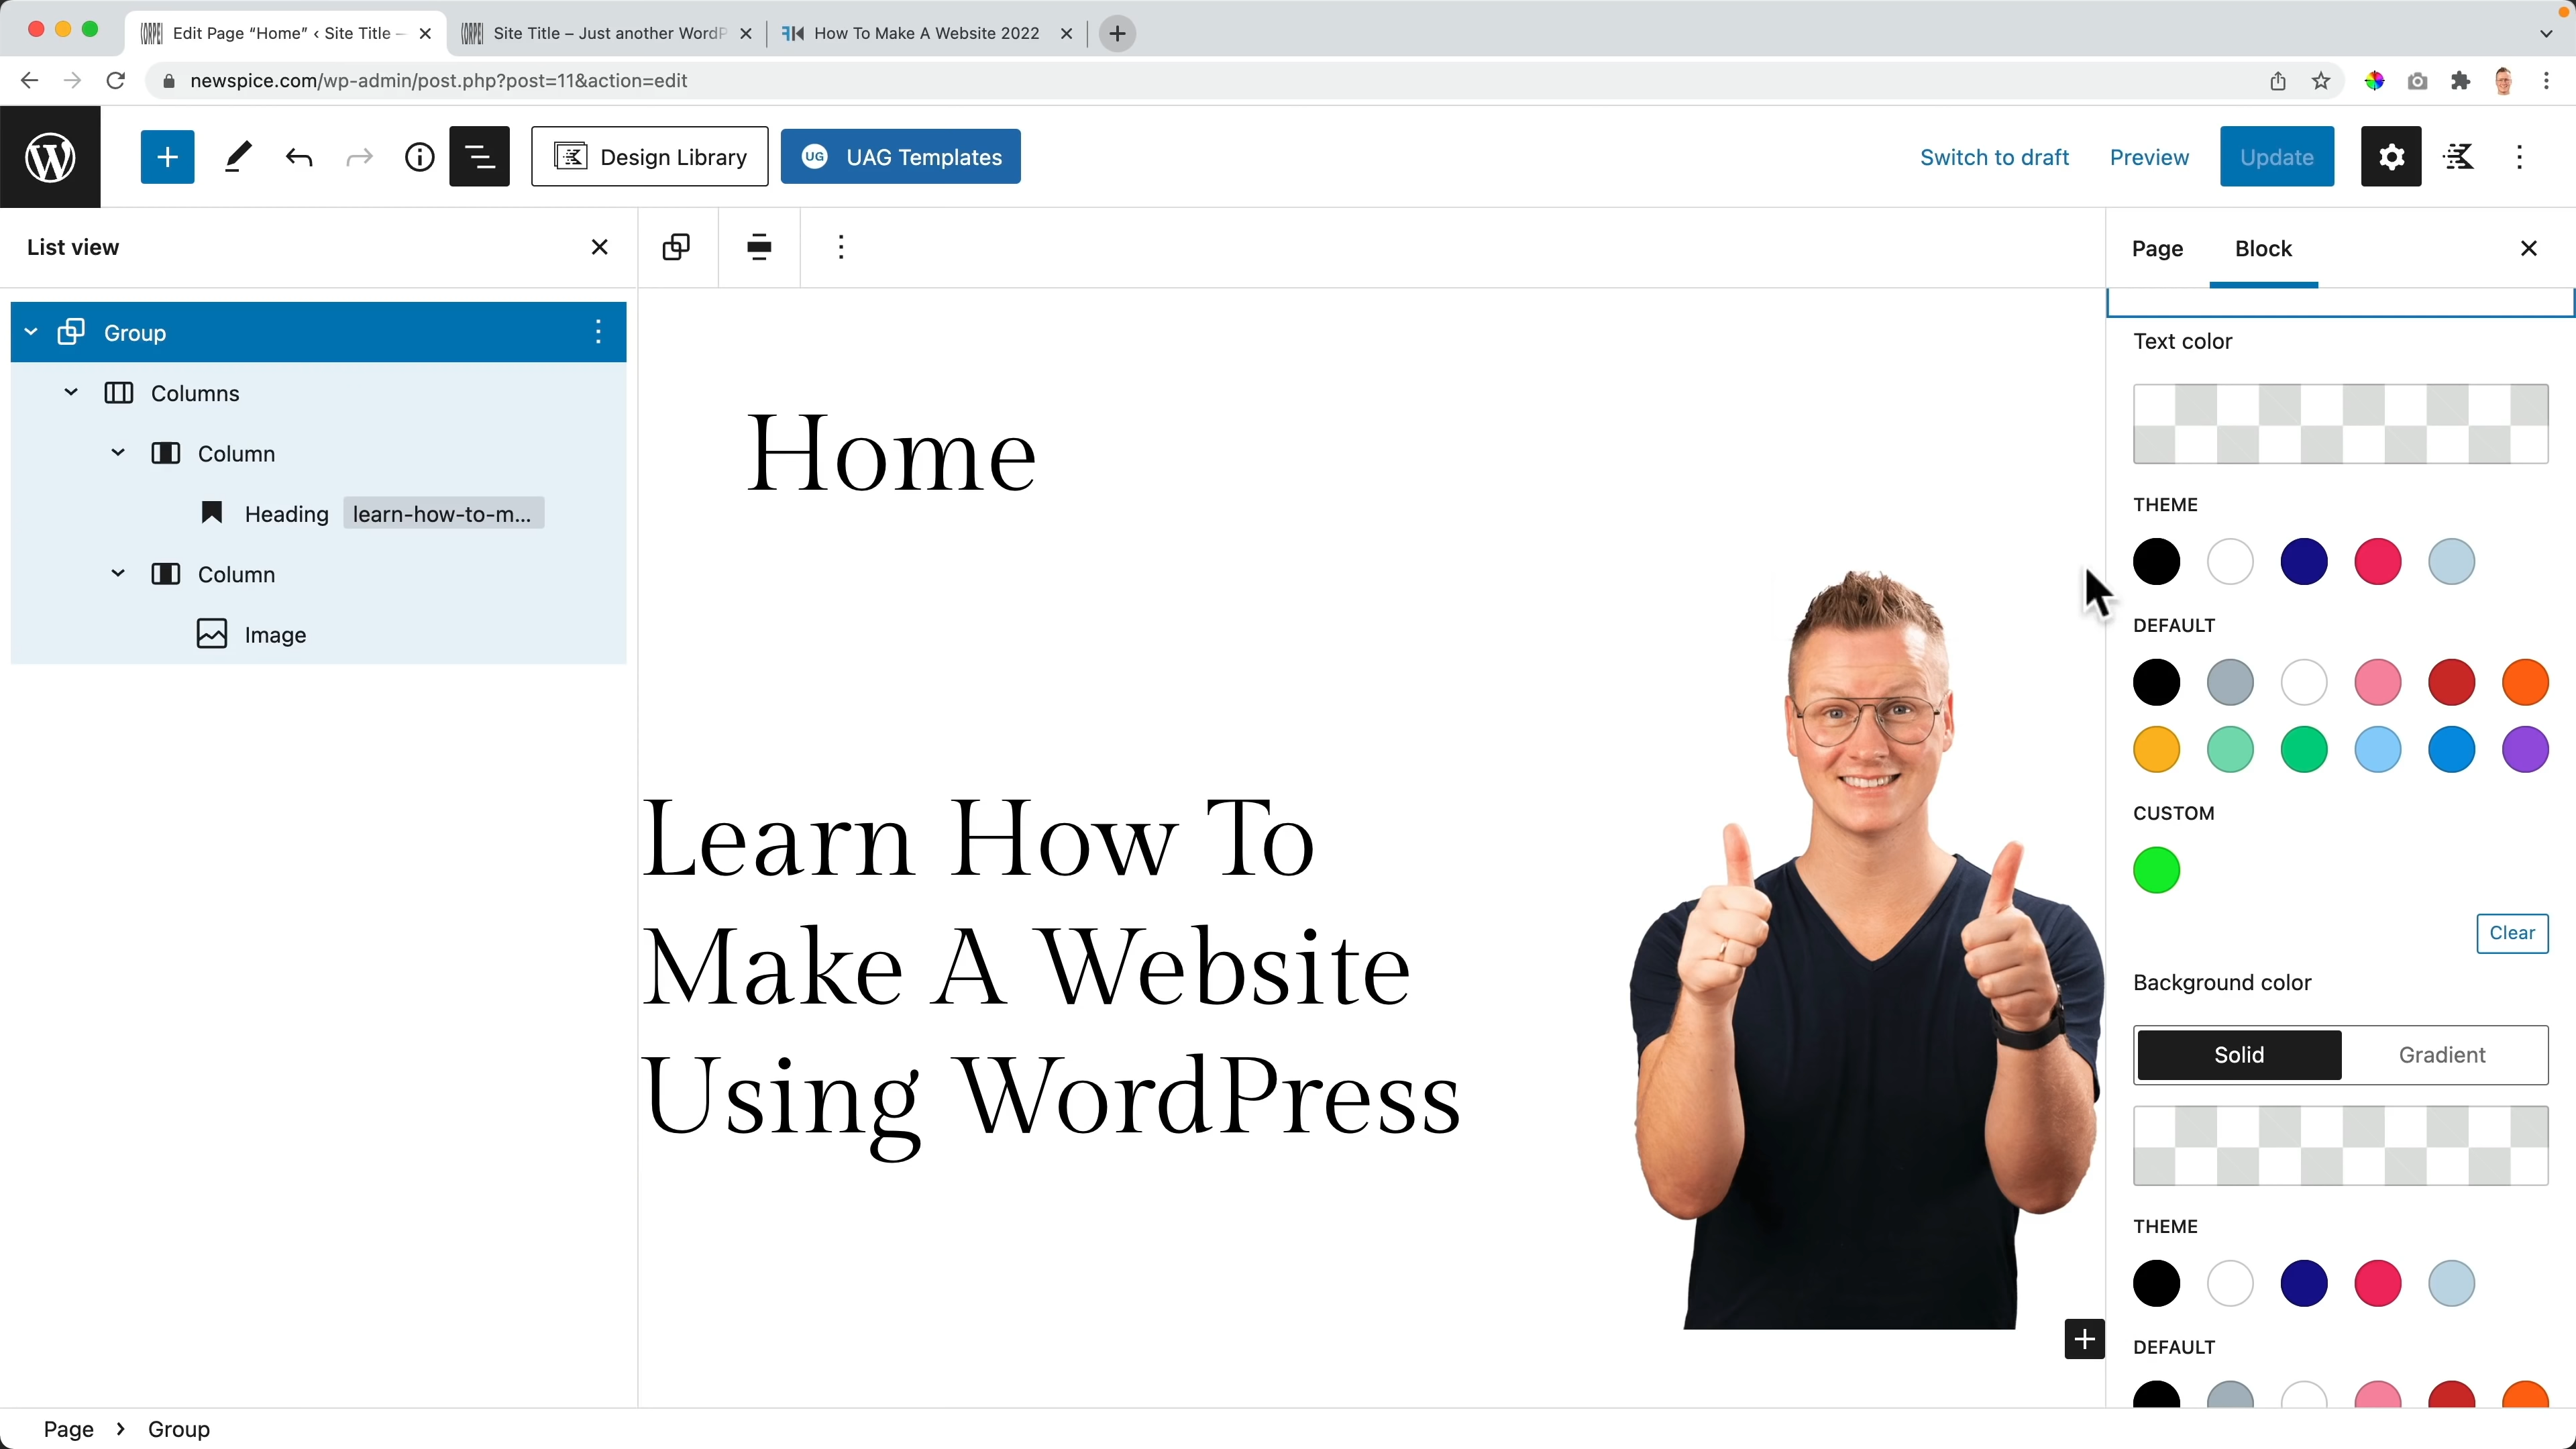 Edit Page “Home” ‹ Site Title —
Site Title – Just another WordP
How To Make A Website 2022
newspice.com/wp-admin/post.php?post=11&action=edit
Design Library
UG UAG Templates
Switch to draft
Preview
Update
List view
Page
Block
Group
Columns
Column
Heading learn-how-to-m...
Column
Image
Home
Learn How To
Make A Website
Using WordPress
Text color
THEME
DEFAULT
CUSTOM
Clear
Background color
Solid
Gradient
THEME
DEFAULT
Page › Group